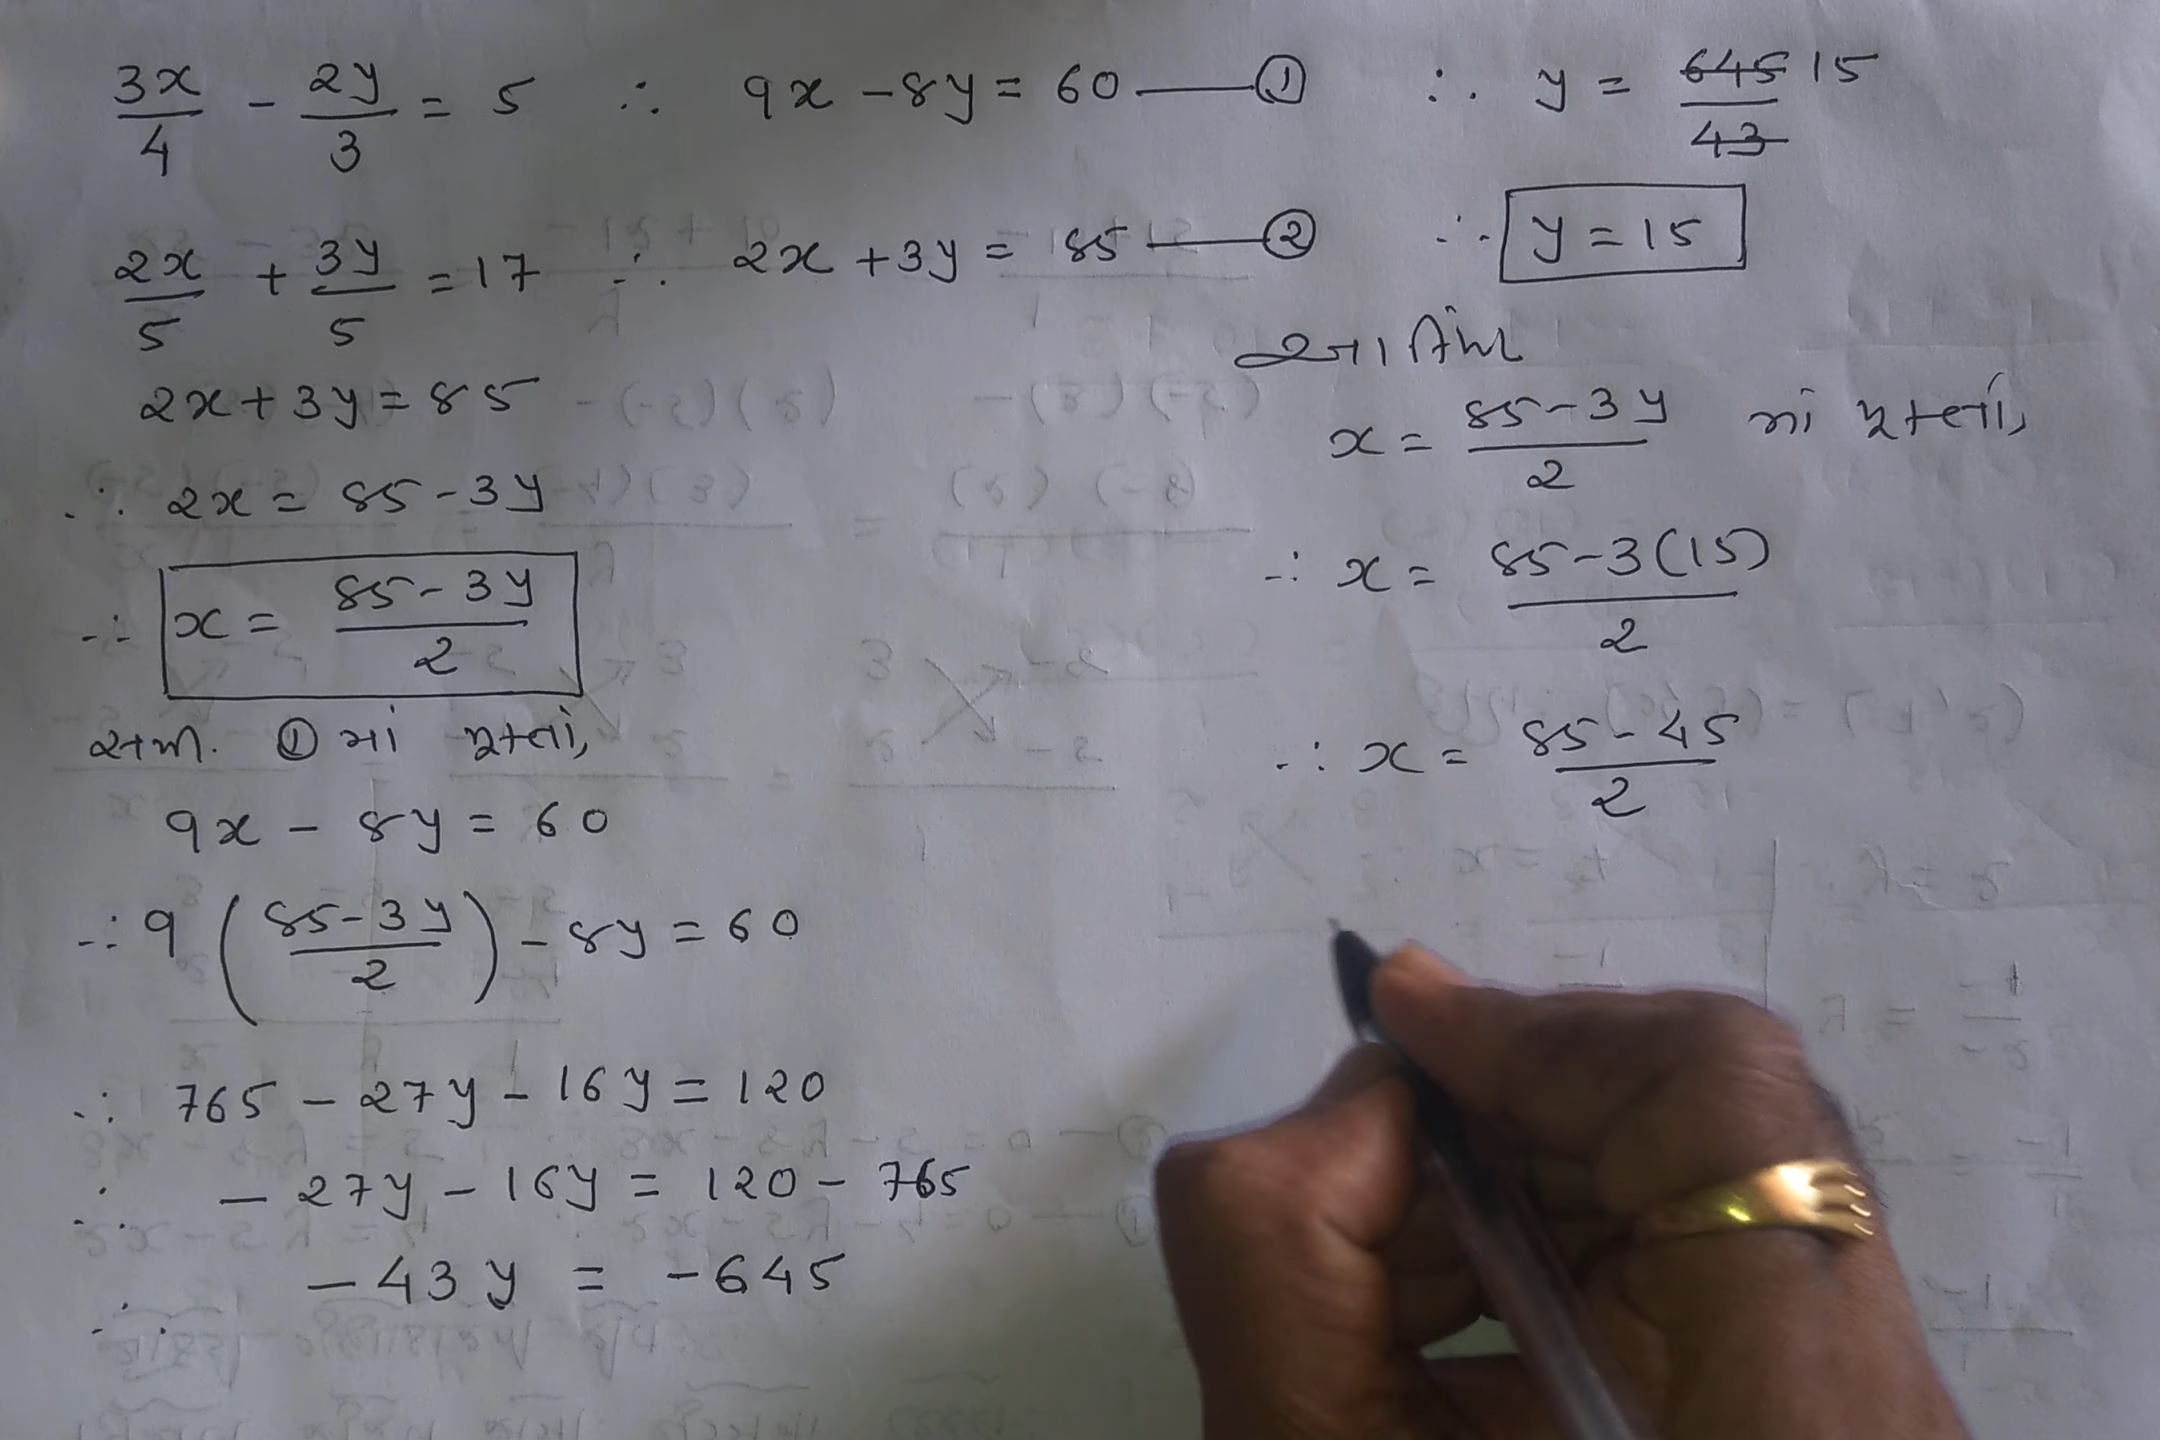 3x/4 - 2y/3 = 5 ∴ 9x - 8y = 60 —— ①
2x/5 + 3y/5 = 17 ∴ 2x + 3y = 85 —— ②
2x + 3y = 85
∴ 2x = 85 - 3y
∴ x = 85 - 3y / 2
સમી. ① માં મૂકતાં,
9x - 8y = 60
∴ 9 (85 - 3y / 2) - 8y = 60
∴ 765 - 27y - 16y = 120
∴ - 27y - 16y = 120 - 765
∴ - 43y = - 645
∴ y = 645/43 15
∴ y = 15
x = 85 - 3y / 2 માં મૂકતાં,
∴ x = 85 - 3(15) / 2
∴ x = 85 - 45 / 2